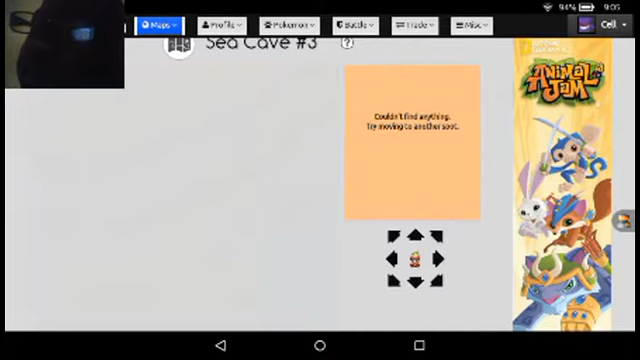 94% 9:05
Maps Profile Pokemon Battle Trade Misc Cell
Sea Cave #3 ?
Couldn't find anything.
Try moving to another spot.
ANIMAL
JAM